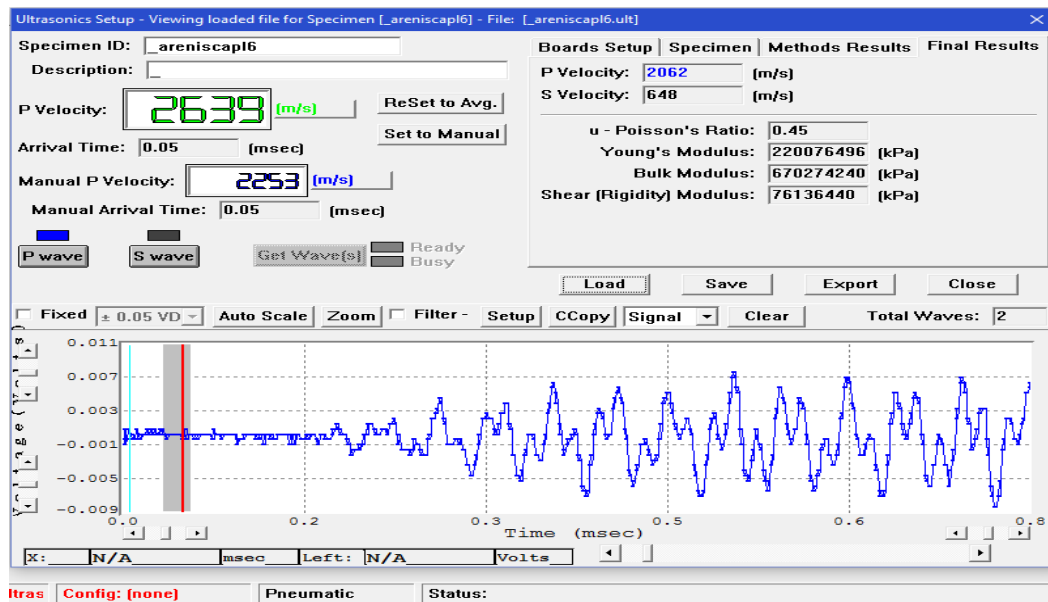 Ultrasonics Setup - Viewing loaded file for Specimen [_areniscapl6] - File: [_areniscapl6.ult]
Specimen ID: _areniscapl6
Description: _
P Velocity: 2639 (m/s) ReSet to Avg.
Set to Manual
Arrival Time: 0.05 (msec)
Manual P Velocity: 2253 (m/s)
Manual Arrival Time: 0.05 (msec)
P wave S wave Get Wave(s) Ready
Busy
Boards Setup Specimen Methods Results Final Results
P Velocity: 2062 (m/s)
S Velocity: 648 (m/s)
u - Poisson's Ratio: 0.45
Young's Modulus: 220076496 (kPa)
Bulk Modulus: 670274240 (kPa)
Shear (Rigidity) Modulus: 76136440 (kPa)
Load Save Export Close
Fixed ± 0.05 VD Auto Scale Zoom Filter - Setup CCopy Signal Clear Total Waves: 2
0.011
0.007
0.003
-0.001
-0.005
-0.009
0.0 0.2 0.3 0.5 0.6 0.8
Time (msec)
X: N/A msec Left: N/A Volts
ltras Config: (none) Pneumatic Status: